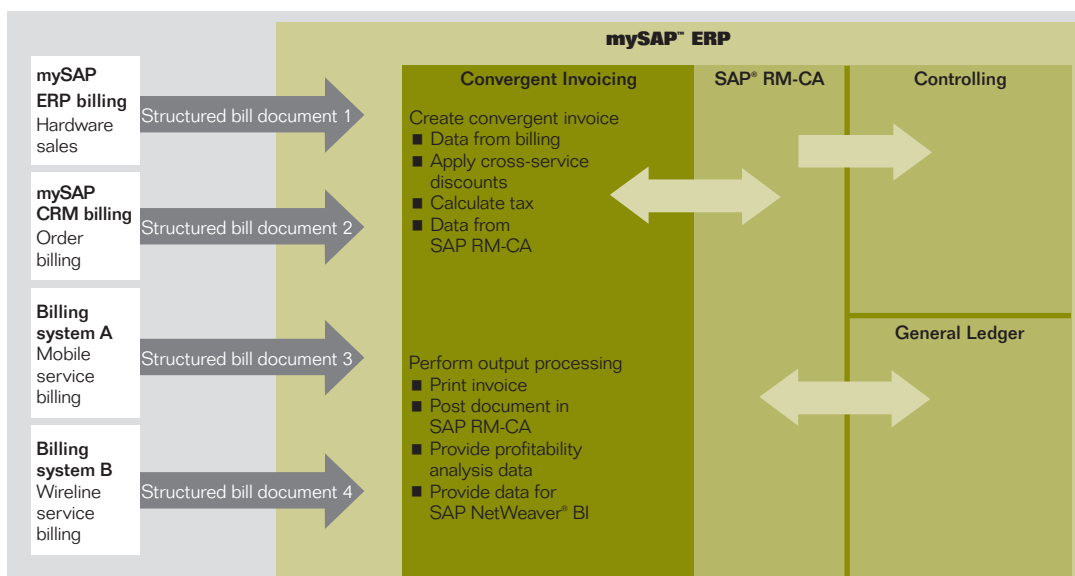 mySAP™ ERP
mySAP
ERP billing
Hardware
sales
Structured bill document 1
mySAP
CRM billing
Order
billing
Structured bill document 2
Billing
system A
Mobile
service
billing
Structured bill document 3
Billing
system B
Wireline
service
billing
Structured bill document 4
Convergent Invoicing
Create convergent invoice
■ Data from billing
■ Apply cross-service
discounts
■ Calculate tax
■ Data from
SAP RM-CA
Perform output processing
■ Print invoice
■ Post document in
SAP RM-CA
■ Provide profitability
analysis data
■ Provide data for
SAP NetWeaver® BI
SAP® RM-CA
Controlling
General Ledger